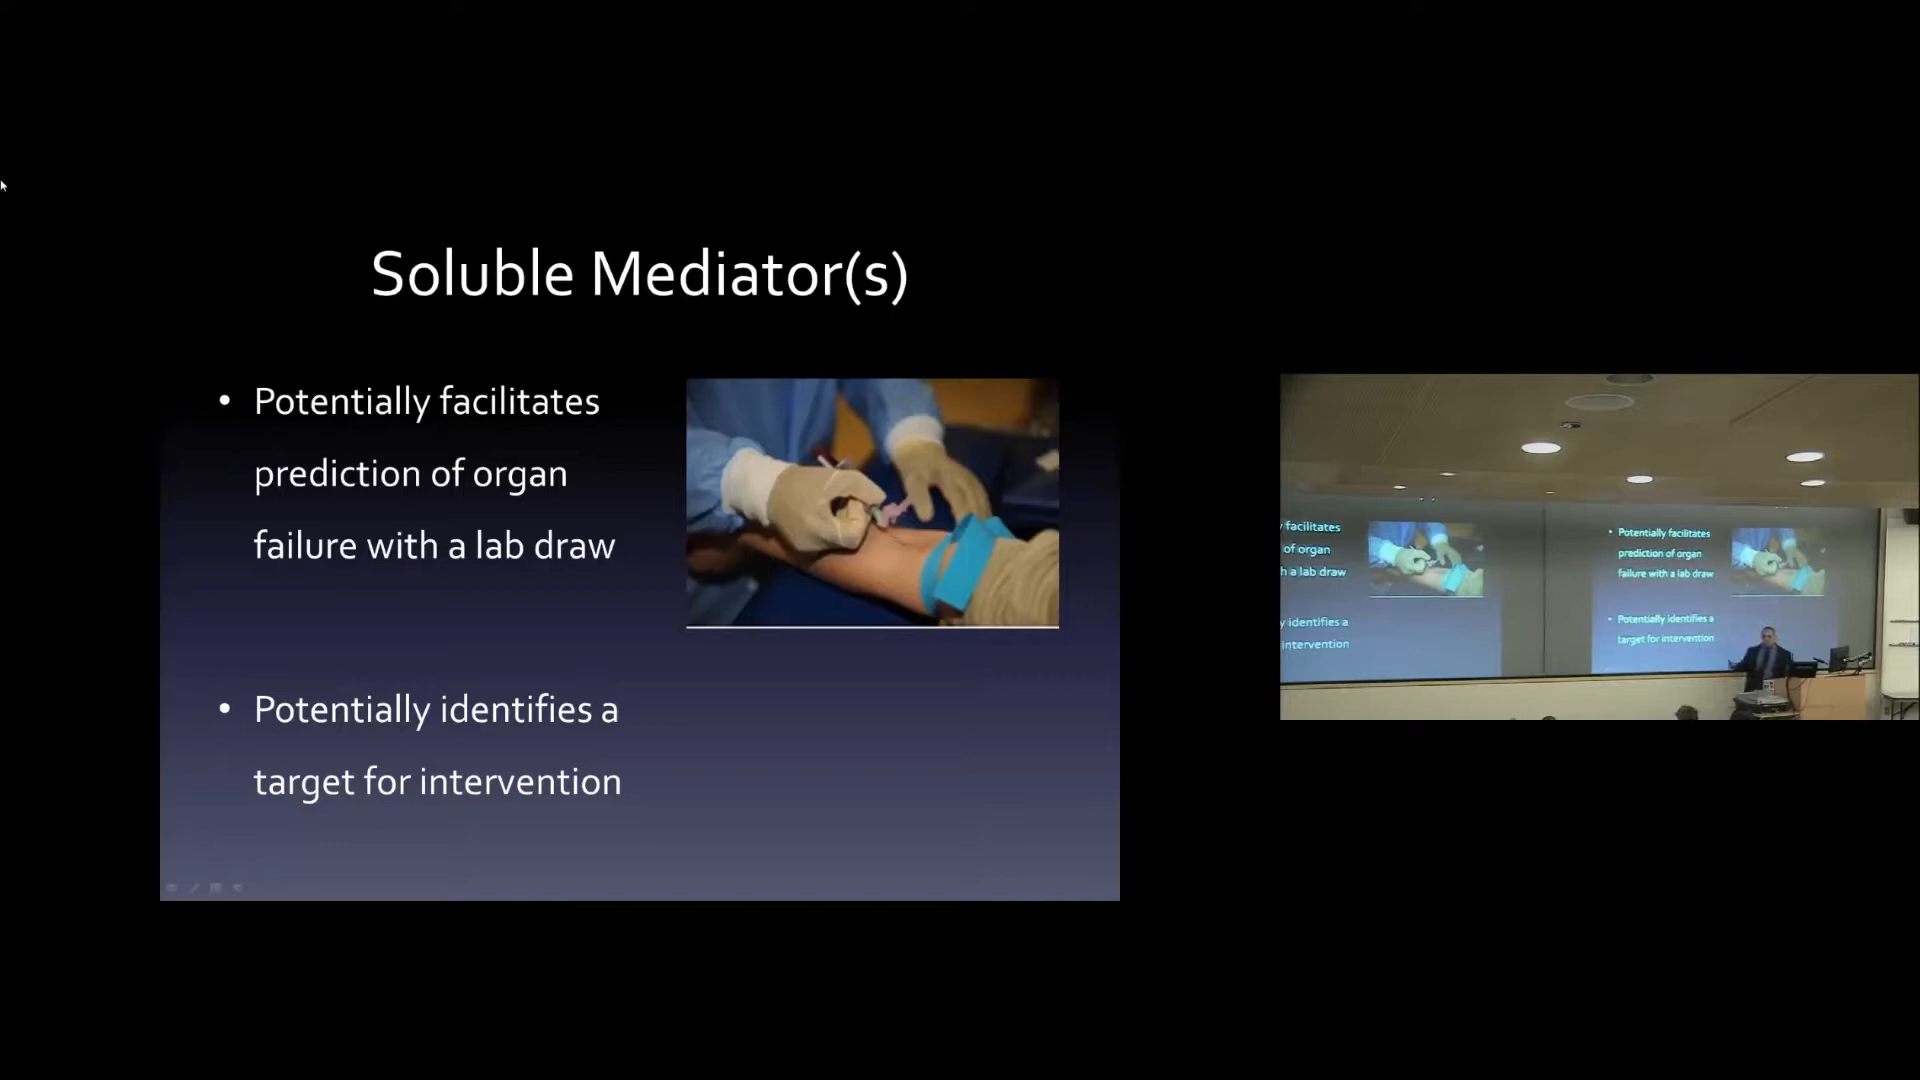 Soluble Mediator(s)
• Potentially facilitates
prediction of organ
failure with a lab draw
• Potentially identifies a
target for intervention
facilitates
of organ
a lab draw
identifies a
intervention
• Potentially facilitates
prediction of organ
failure with a lab draw
• Potentially identifies a
target for intervention